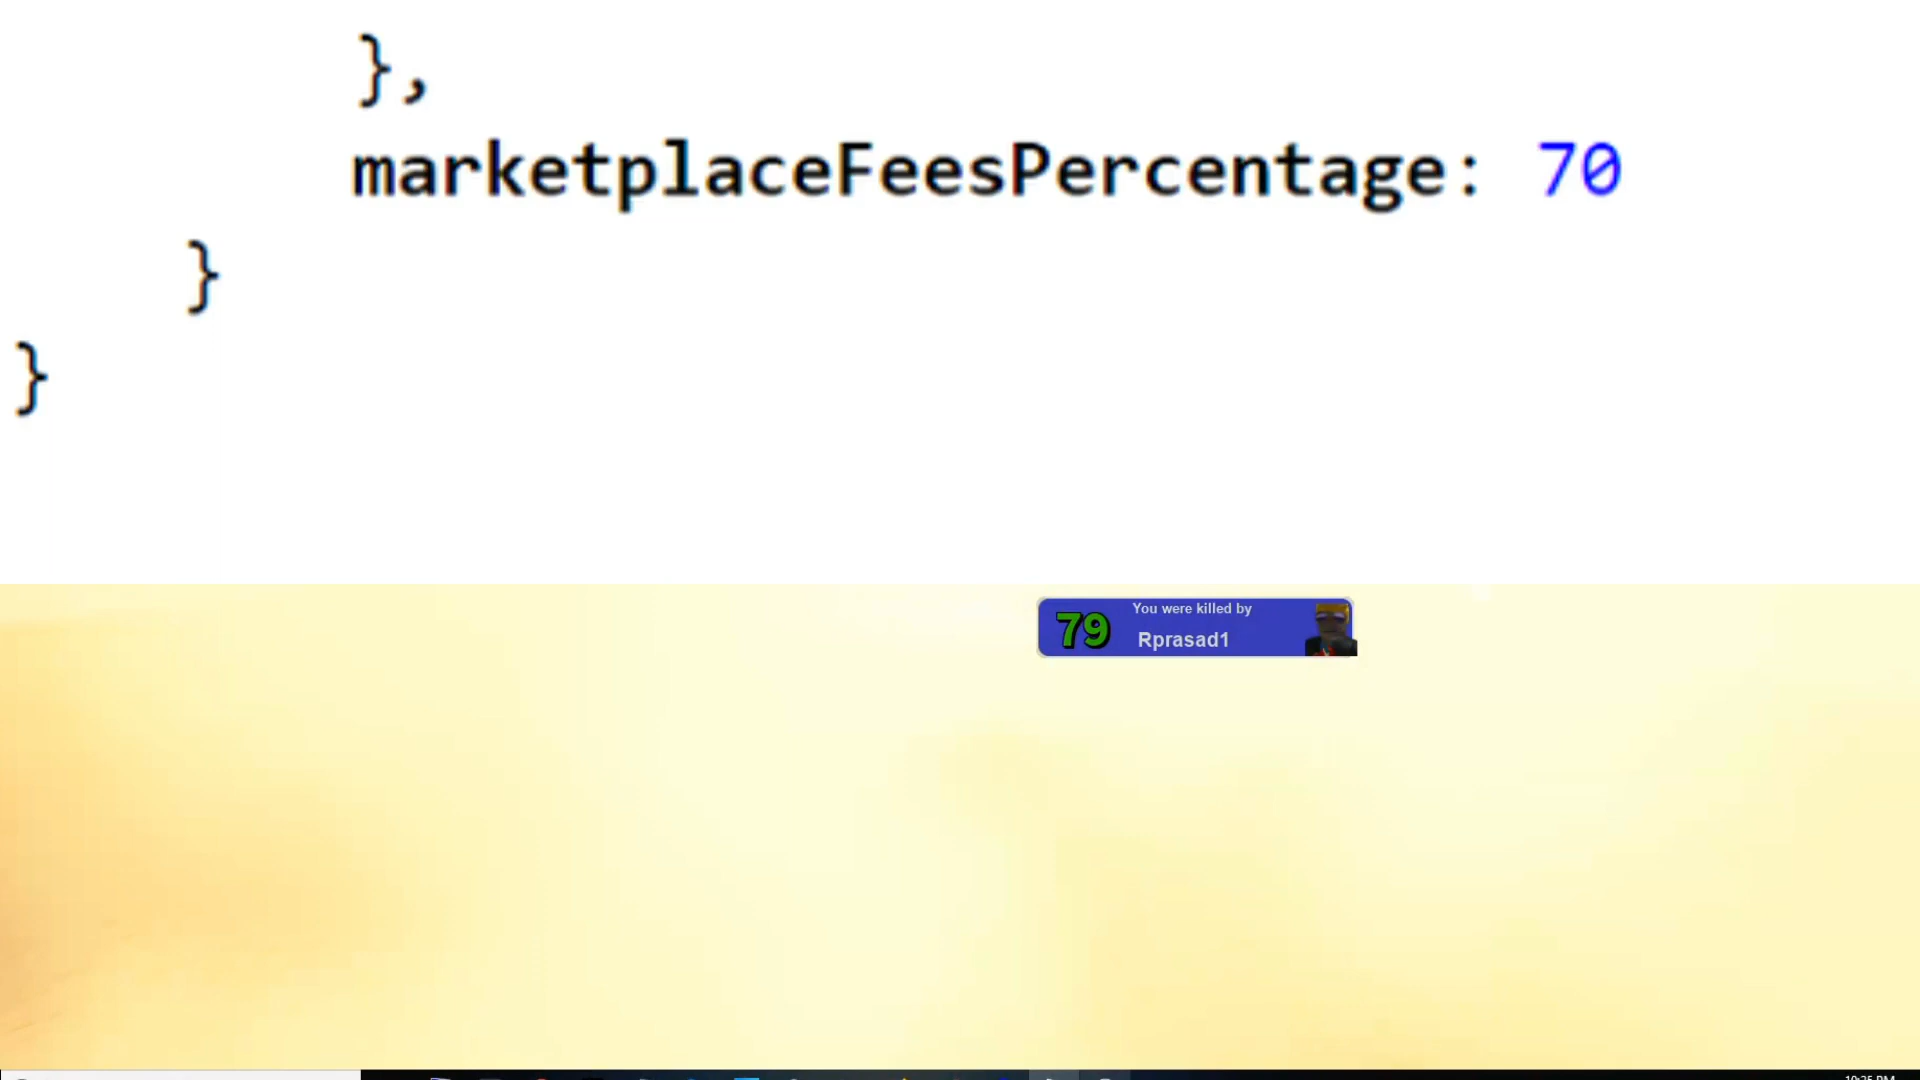 },
marketplaceFeesPercentage: 70
}
}
79
You were killed by
Rprasad1